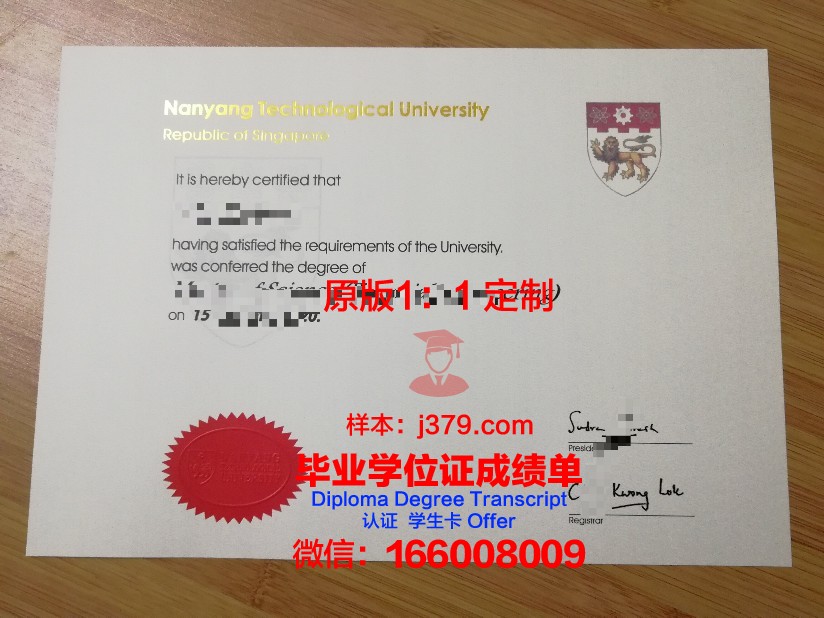 Nanyang Technological University
Republic of Singapore
It is hereby certified that
having satisfied the requirements of the University,
was conferred the degree of
原版1：1 定制
on 15
样本：j379.com
毕业学位证成绩单
Diploma Degree Transcript
认证 学生卡 Offer
微信：166008009
Kwong Lok
Registrar